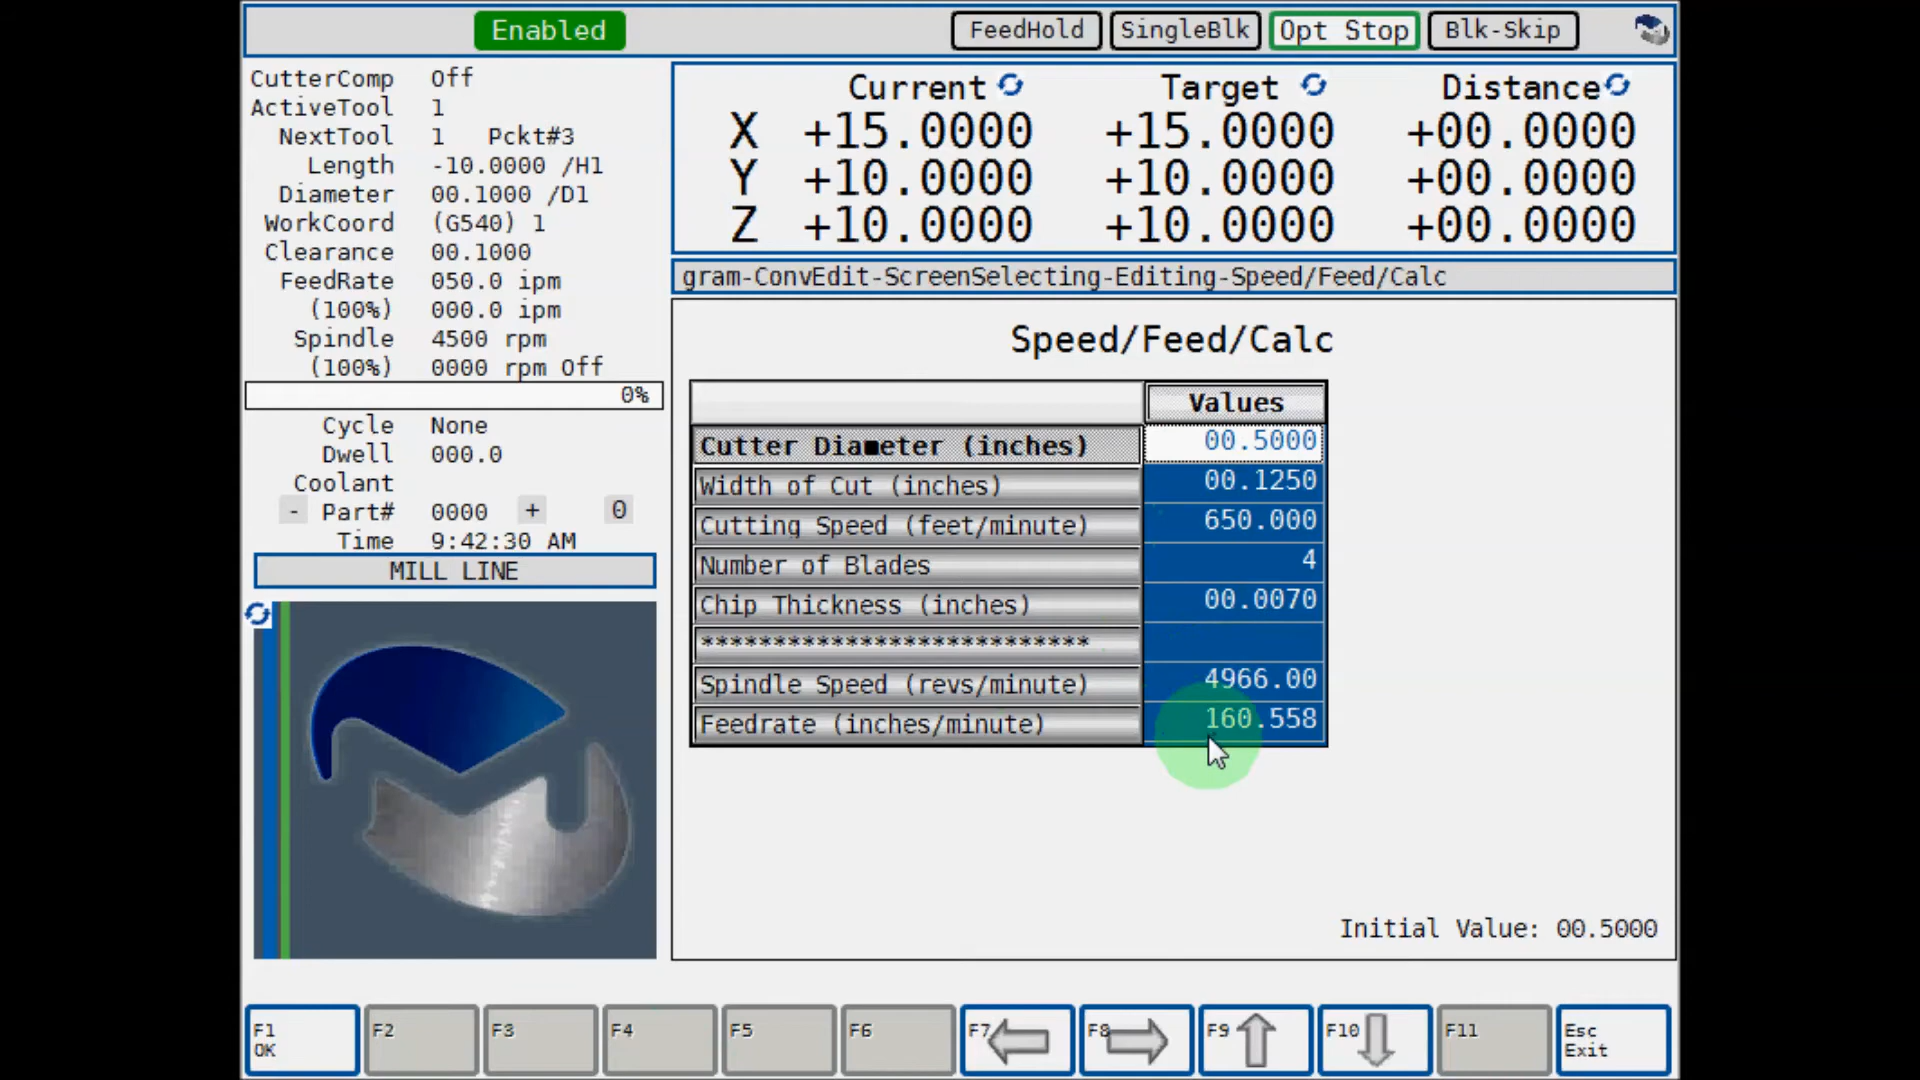 Enabled FeedHold SingleBlk Opt Stop Blk-Skip
CutterComp Off
ActiveTool 1
NextTool 1 Pckt#3
Length -10.0000 /H1
Diameter 00.1000 /D1
WorkCoord (G540) 1
Clearance 00.1000
FeedRate 050.0 ipm
(100%) 000.0 ipm
Spindle 4500 rpm
(100%) 0000 rpm Off
0%
Cycle None
Dwell 000.0
Coolant
- Part# 0000 + 0
Time 9:42:30 AM
MILL LINE
Current Target Distance
X +15.0000 +15.0000 +00.0000
Y +10.0000 +10.0000 +00.0000
Z +10.0000 +10.0000 +00.0000
gram-ConvEdit-ScreenSelecting-Editing-Speed/Feed/Calc
Speed/Feed/Calc
Values
Cutter Dia■eter (inches) 00.5000
Width of Cut (inches) 00.1250
Cutting Speed (feet/minute) 650.000
Number of Blades 4
Chip Thickness (inches) 00.0070
***************************
Spindle Speed (revs/minute) 4966.00
Feedrate (inches/minute) 160.558
Initial Value: 00.5000
F1 F2 F3 F4 F5 F6 F7 F8 F9 F10 F11 Esc
OK Exit